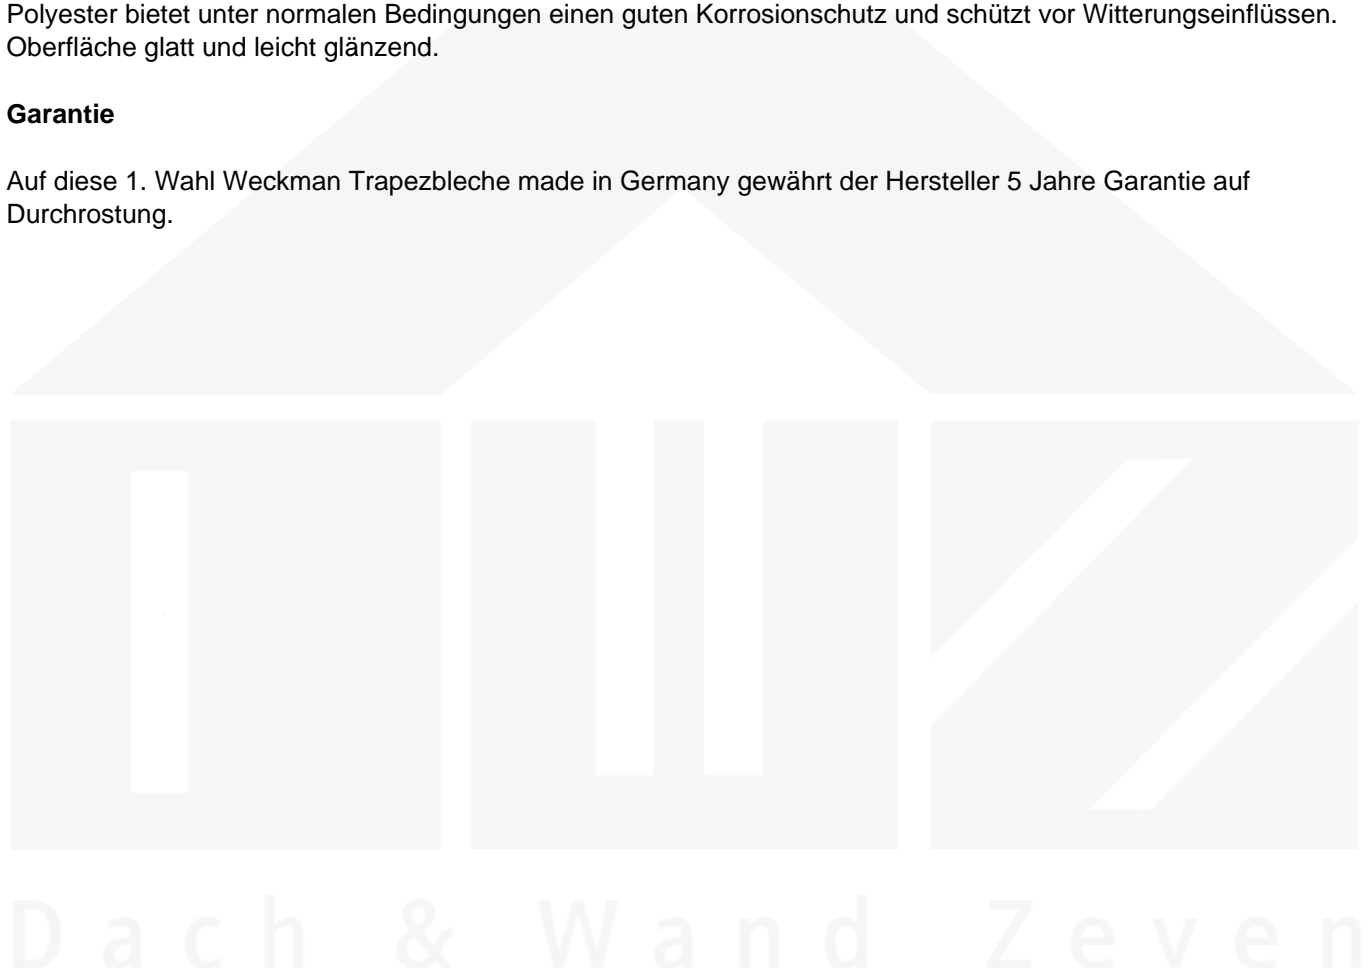 Polyester bietet unter normalen Bedingungen einen guten Korrosionschutz und schützt vor Witterungseinflüssen.
Oberfläche glatt und leicht glänzend.
Garantie
Auf diese 1. Wahl Weckman Trapezbleche made in Germany gewährt der Hersteller 5 Jahre Garantie auf
Durchrostung.
Dach & Wand Zeven